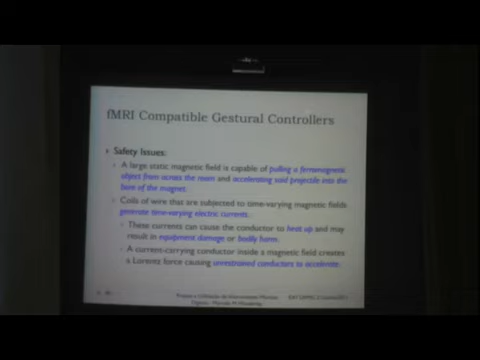 fMRI Compatible Gestural Controllers
Safety Issues:
A large static magnetic field is capable of pulling a ferromagnetic
object from across the room and accelerating said projectile into the
bore of the magnet.
Coils of wire that are subjected to time-varying magnetic fields
generate time-varying electric currents.
These currents can cause the conductor to heat up and may
result in equipment damage or bodily harm.
A current-carrying conductor inside a magnetic field creates
a Lorentz force causing unrestrained conductors to accelerate.
Digitais - Marcelo M Wanderley